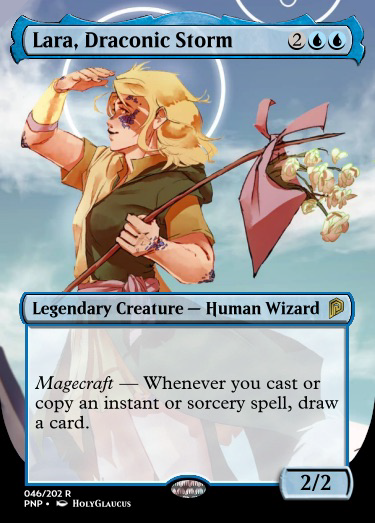 Lara, Draconic Storm 2
Legendary Creature — Human Wizard
Magecraft — Whenever you cast or
copy an instant or sorcery spell, draw
a card.
2/2
046/202 R
PNP • HolyGlaucus